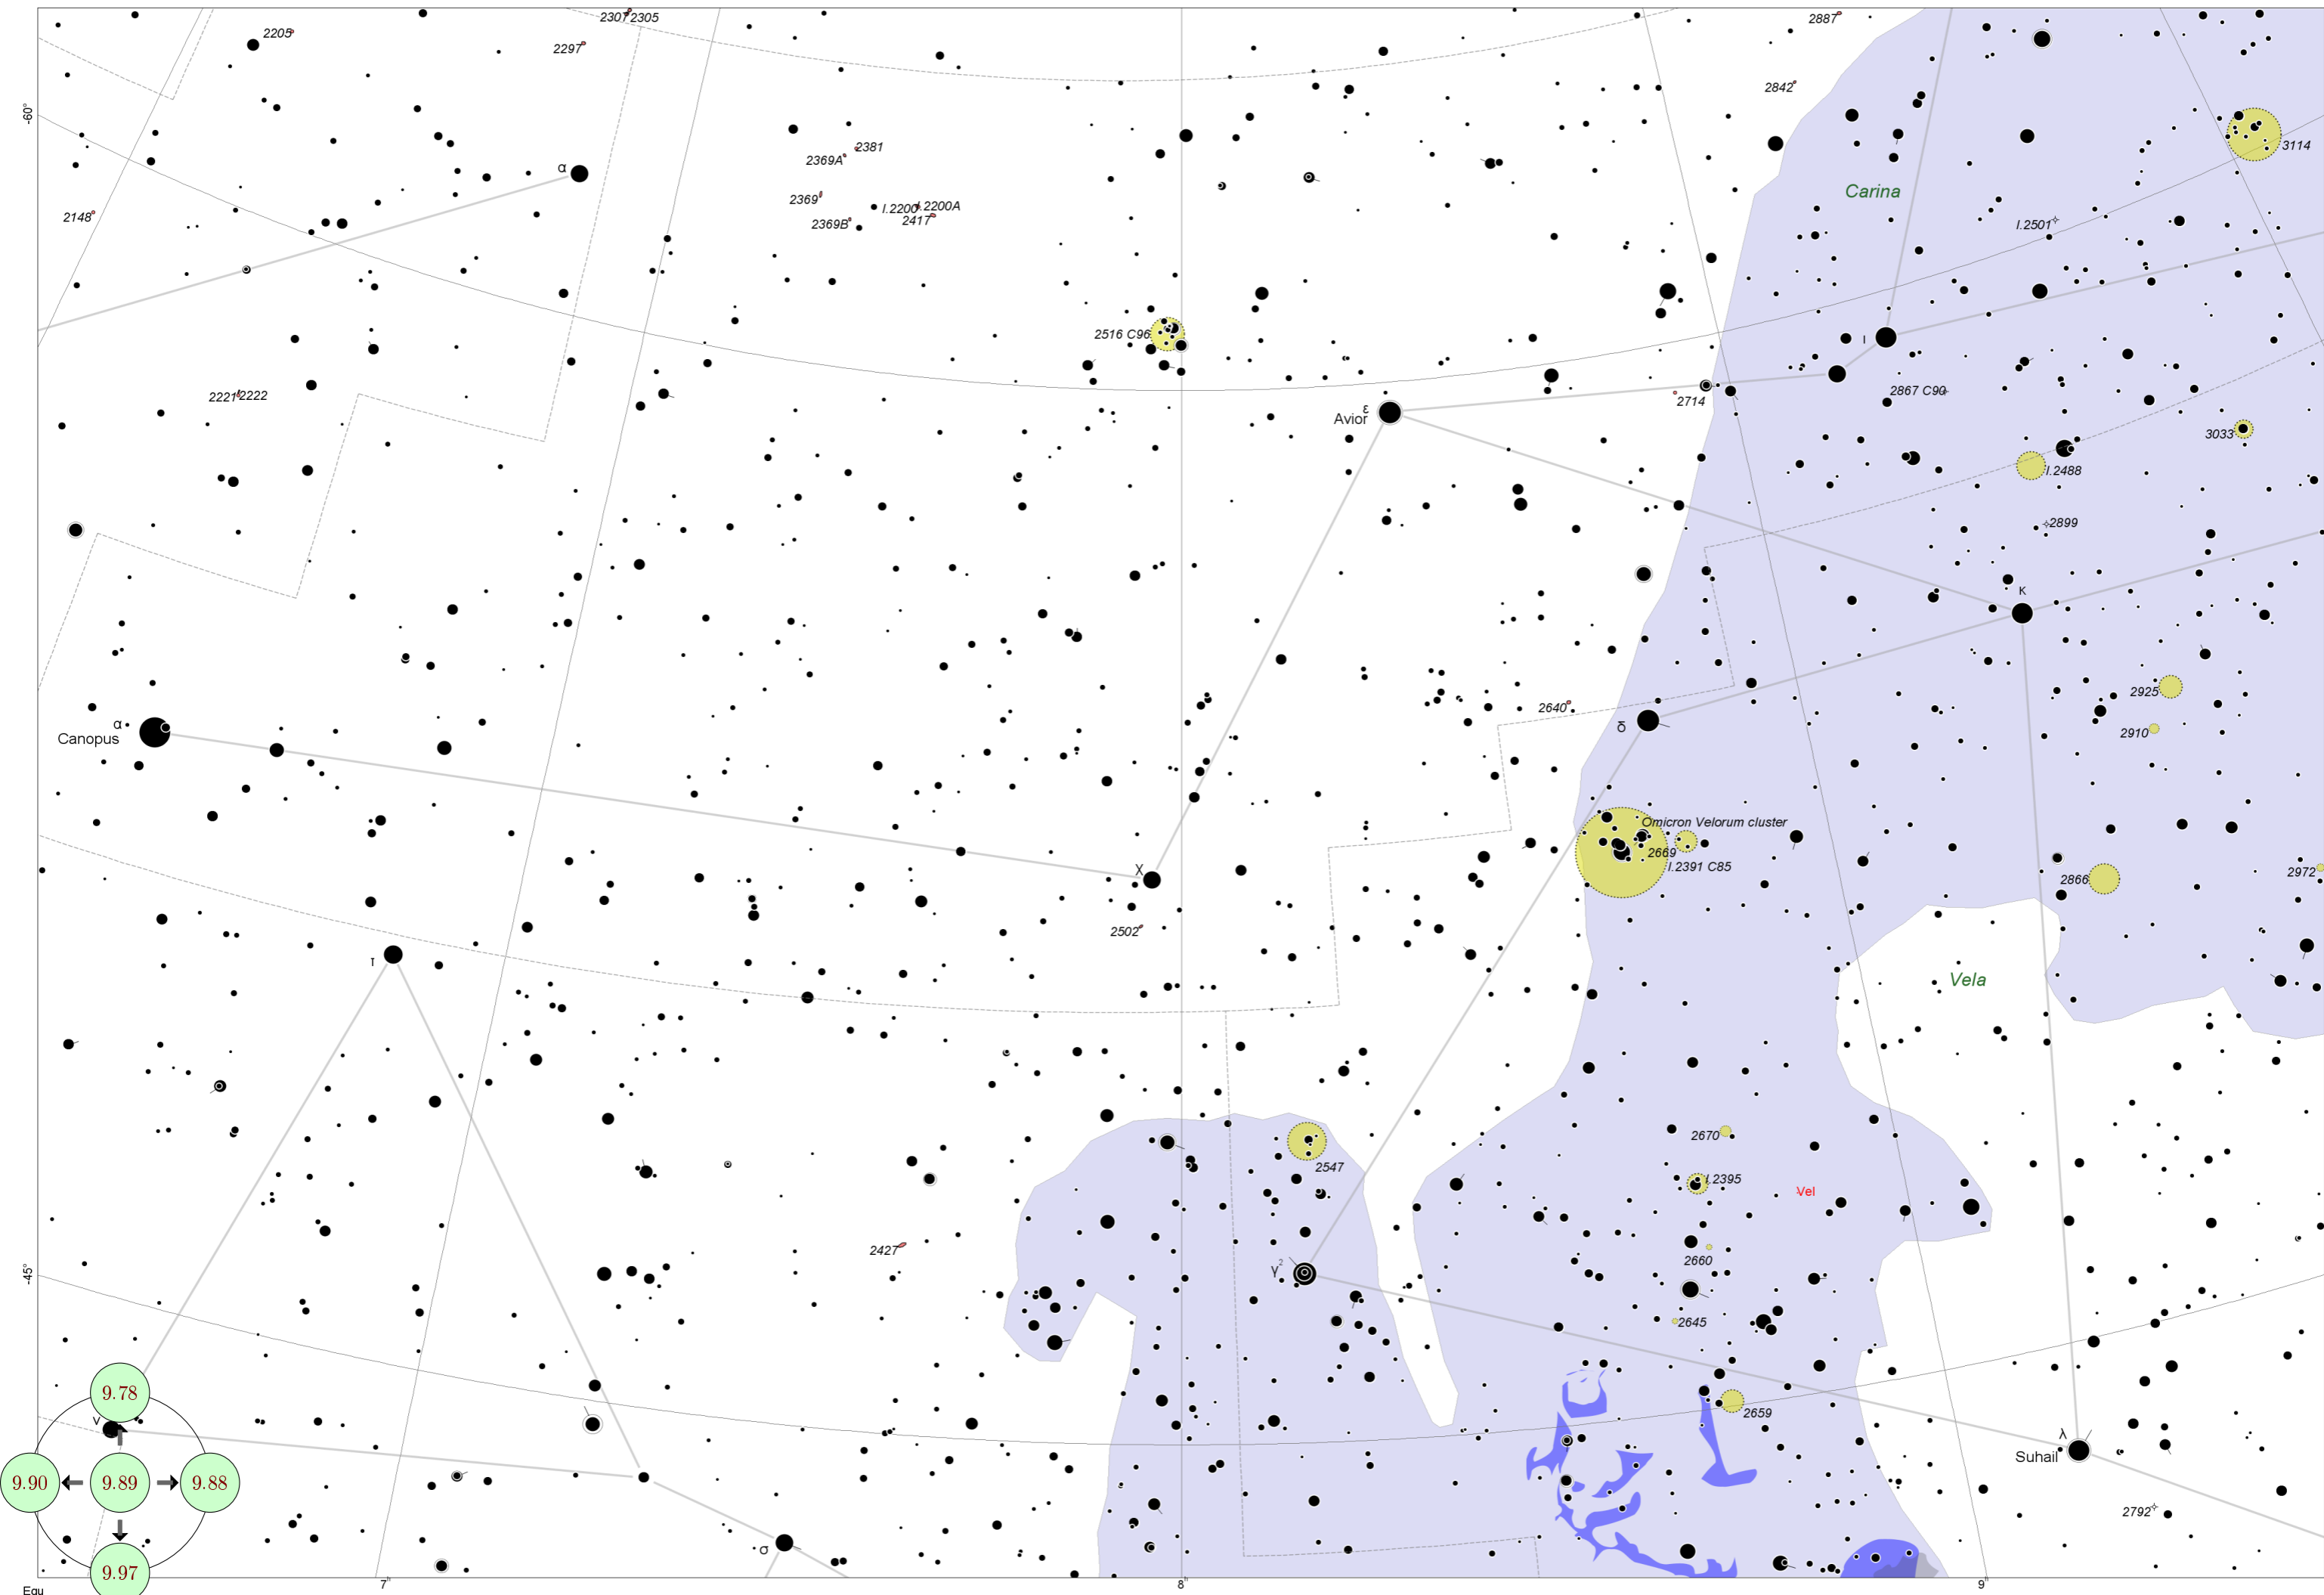 2307 2305
2887
2205
2297
2842
-60°
3114
2381
2369A
α
Carina
2369
I.2200 I.2200A
2148
2369B
2417
I.2501
2516 C96
ι
2867 C90
2221 2222
2714
ε
Avior
3033
I.2488
2899
κ
2925
2640
α
Canopus
δ
2910
Omicron Velorum cluster
2669
I.2391 C85
χ
2866
2972
2502
τ
Vela
2670
2547
I.2395
Vel
2427
2660
γ²
-45°
2645
9.78
2659
ν
λ
Suhail
9.90
9.89
9.88
2792
σ
9.97
7h
8h
9h
Equ